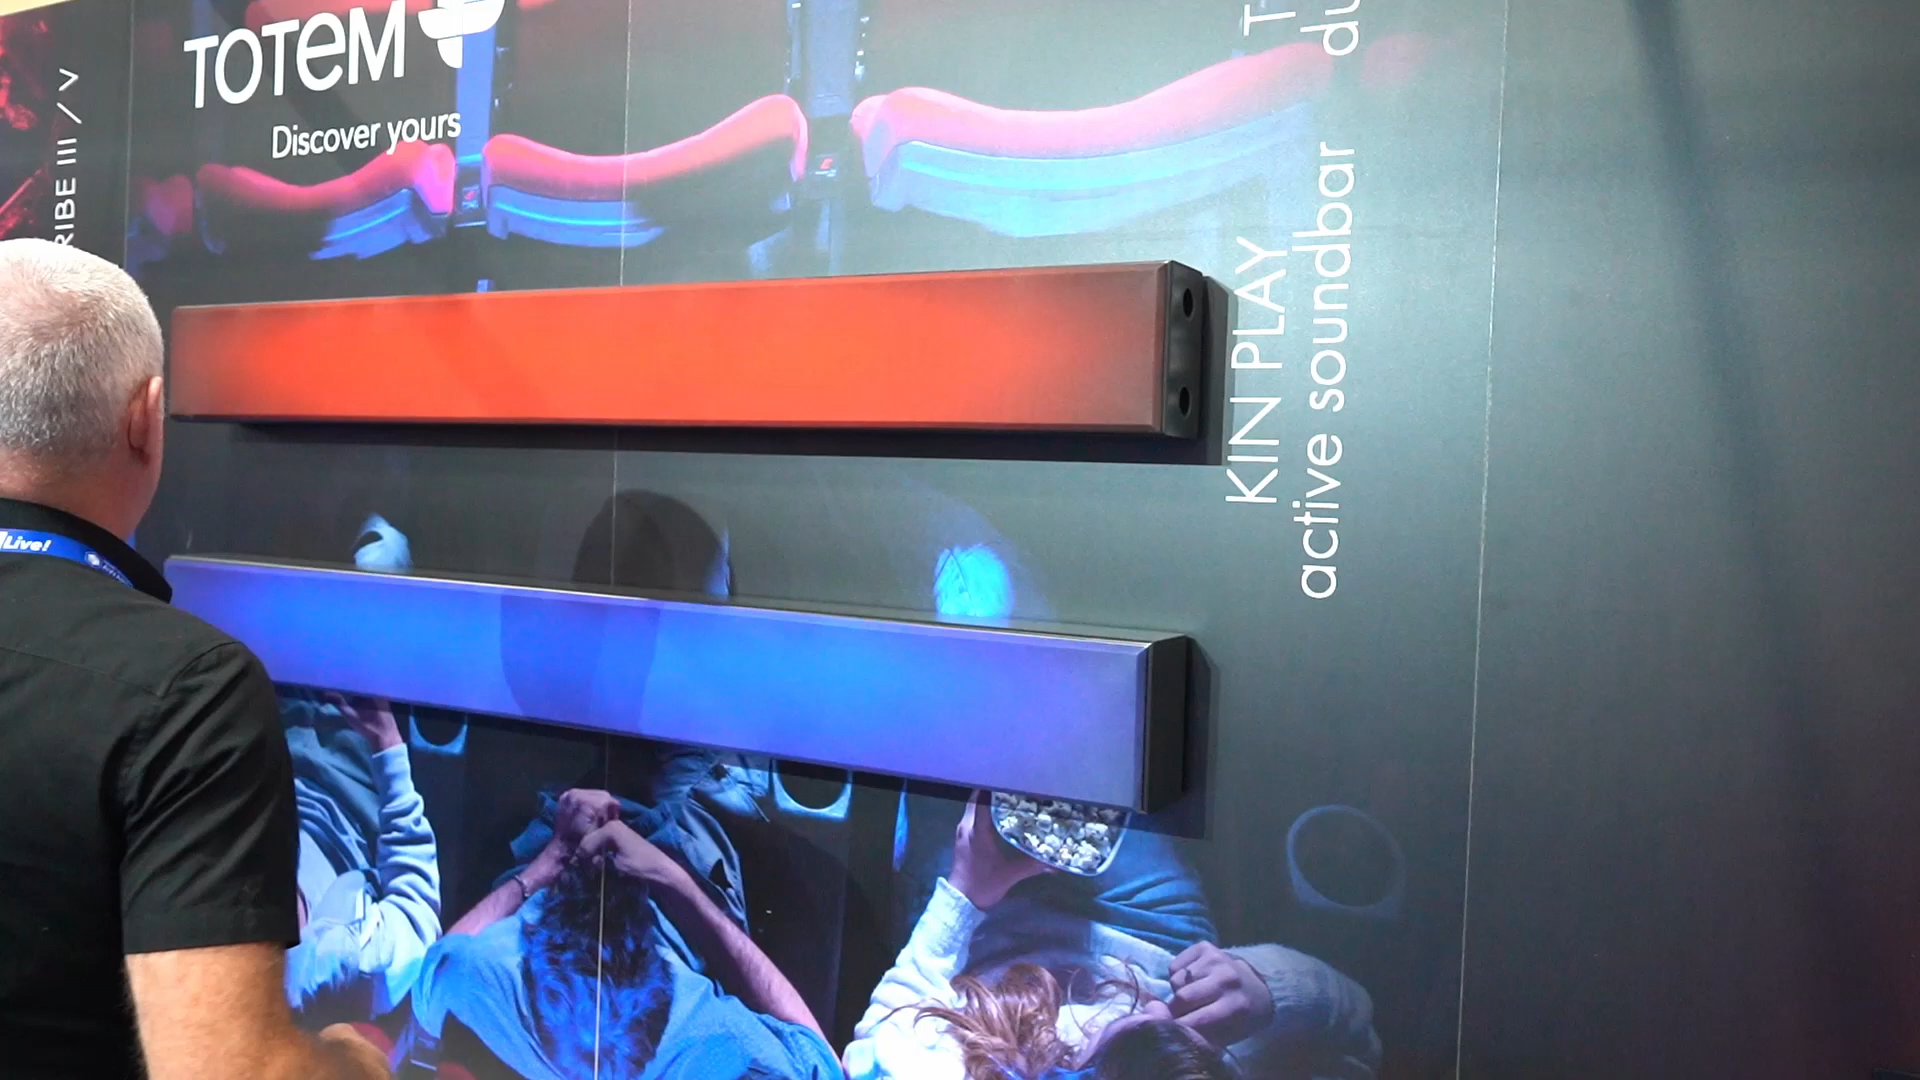 TOTEM
Discover yours
RIBE III / V
KIN PLAY
active soundbar
Live!